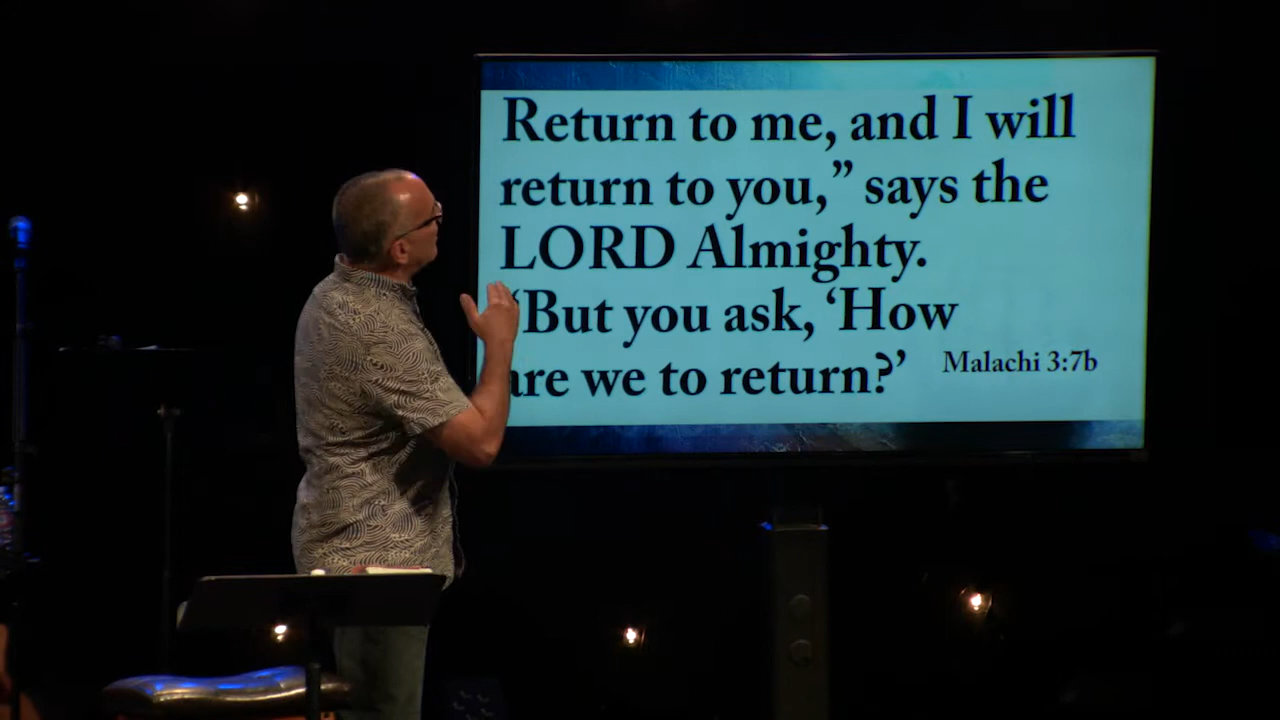 Return to me, and I will
return to you,” says the
LORD Almighty.
“But you ask, ‘How
are we to return?’
Malachi 3:7b